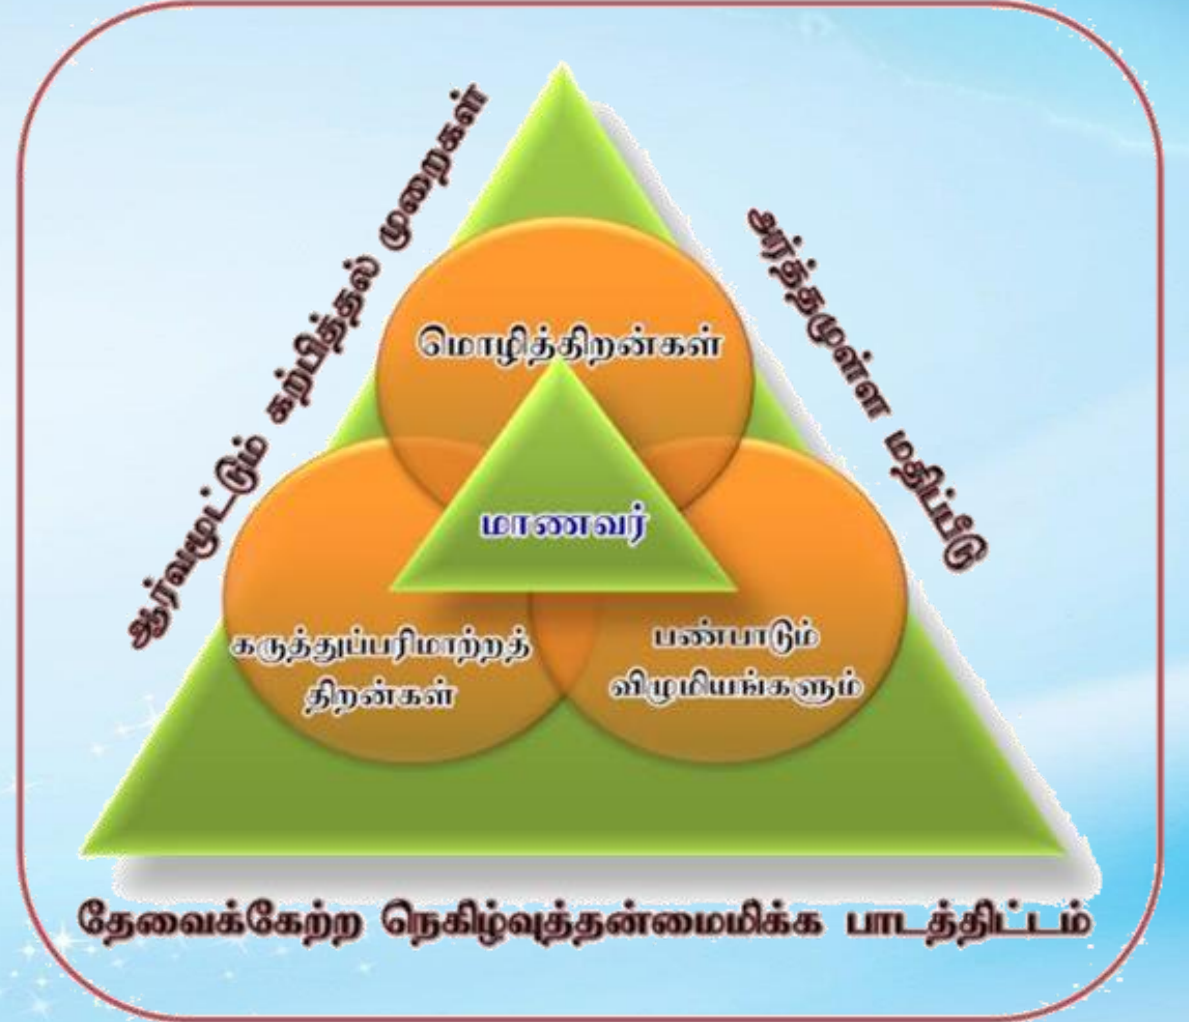 ஆர்வமூட்டும் கற்பித்தல் முறைகள்
அர்த்தமுள்ள மதிப்பீடு
மொழித்திறன்கள்
மாணவர்
கருத்துப்பரிமாற்றத்
திறன்கள்
பண்பாடும்
விழுமியங்களும்
தேவைக்கேற்ற நெகிழ்வுத்தன்மைமிக்க பாடத்திட்டம்